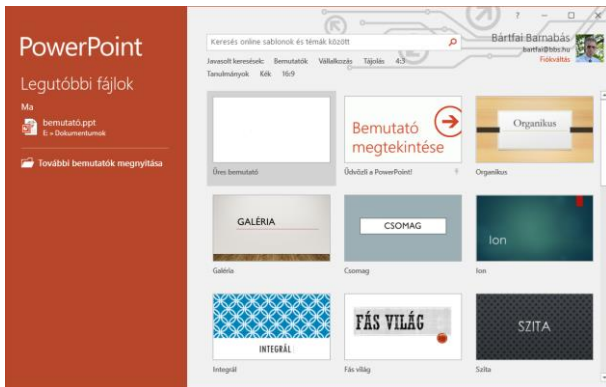 PowerPoint
Legutóbbi fájlok
Ma
bemutató.ppt
E: » Dokumentumok
További bemutatók megnyitása
?
Bártfai Barnabás
bartfai@bbs.hu
Fiókváltás
Keresés online sablonok és témák között
Javasolt keresések: Bemutatók Vállalkozás Tájolás 4:3
Tanulmányok Kék 16:9
Bemutató
megtekintése
Organikus
Üres bemutató
Üdvözli a PowerPoint!
Organikus
GALÉRIA
CSOMAG
Ion
Galéria
Csomag
Ion
INTEGRÁL
FÁS VILÁG
SZITA
Integrál
Fás világ
Szita